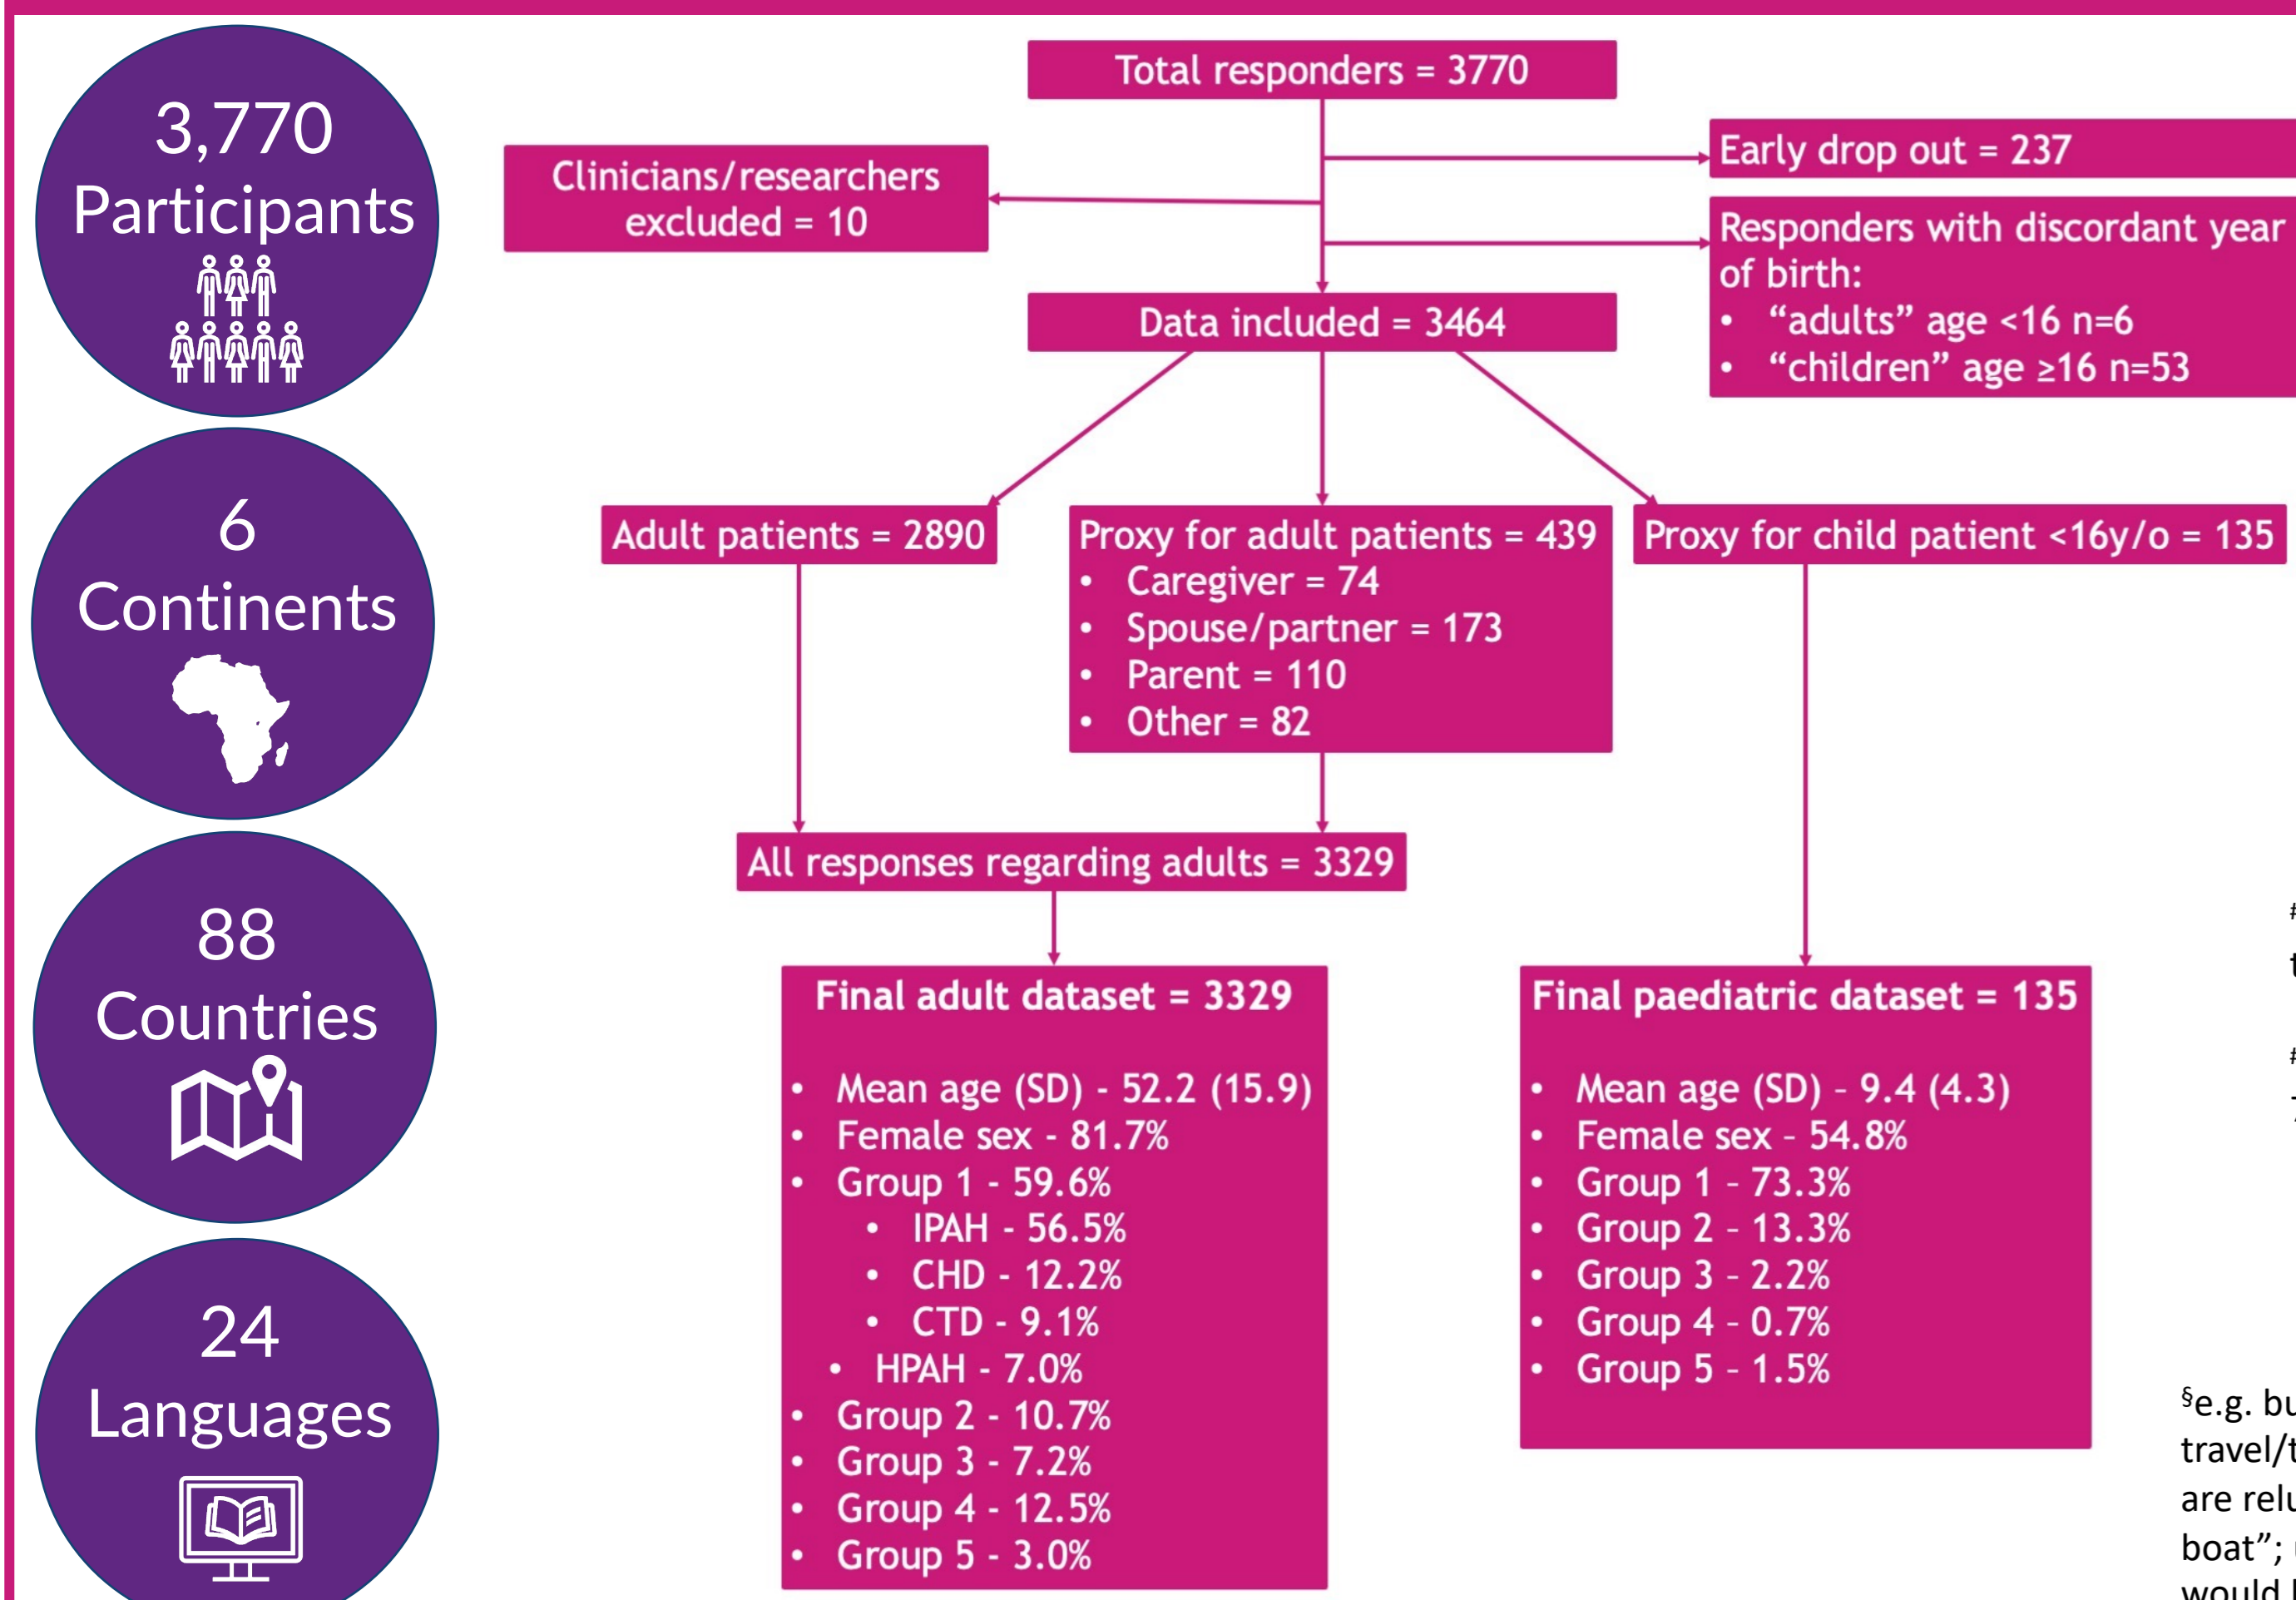 3,770
Participants
6
Continents
88
Countries
24
Languages
Total responders = 3770
Early drop out = 237
Clinicians/researchers
excluded = 10
Responders with discordant year
of birth:
• “adults” age <16 n=6
• “children” age ≥16 n=53
Data included = 3464
Adult patients = 2890
Proxy for adult patients = 439
• Caregiver = 74
• Spouse/partner = 173
• Parent = 110
• Other = 82
Proxy for child patient <16y/o = 135
All responses regarding adults = 3329
Final adult dataset = 3329
• Mean age (SD) - 52.2 (15.9)
• Female sex - 81.7%
• Group 1 - 59.6%
• IPAH - 56.5%
• CHD - 12.2%
• CTD - 9.1%
• HPAH - 7.0%
• Group 2 - 10.7%
• Group 3 - 7.2%
• Group 4 - 12.5%
• Group 5 - 3.0%
Final paediatric dataset = 135
• Mean age (SD) – 9.4 (4.3)
• Female sex – 54.8%
• Group 1 – 73.3%
• Group 2 – 13.3%
• Group 3 – 2.2%
• Group 4 – 0.7%
• Group 5 – 1.5%
§e.g.
travel/
are
boat”;
would